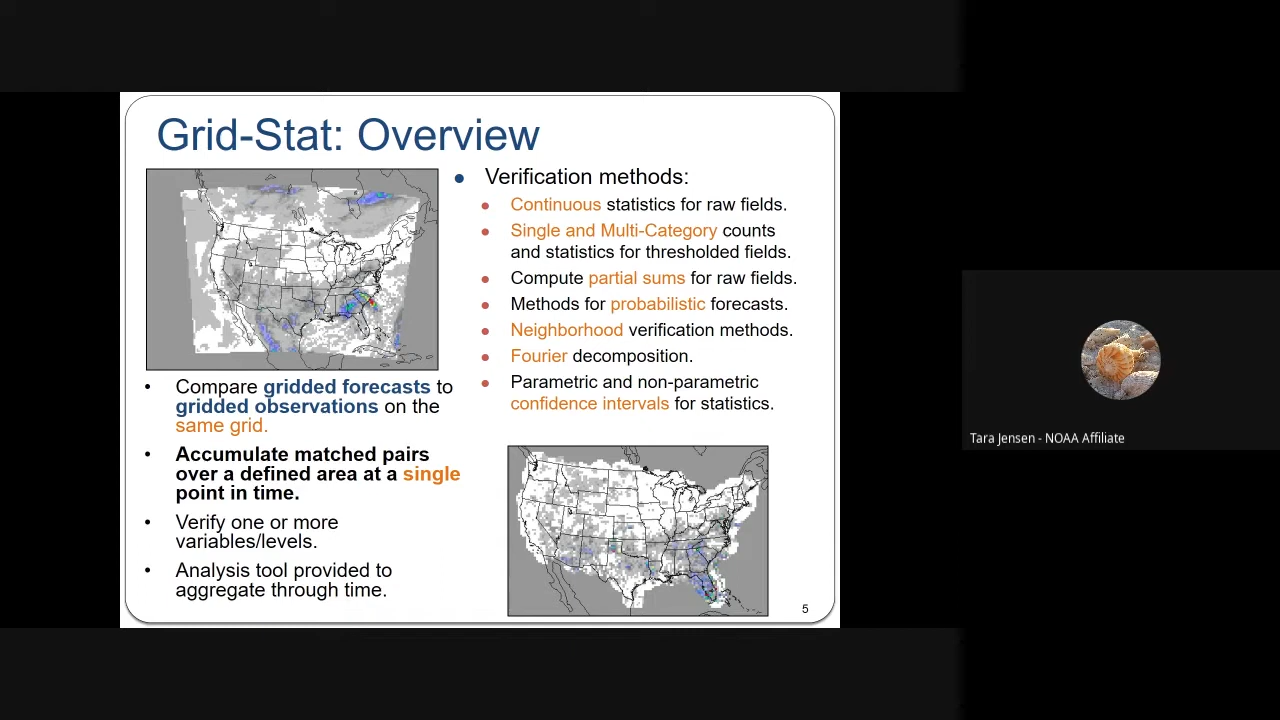 Grid-Stat: Overview
Compare gridded forecasts to
gridded observations on the
same grid.
Accumulate matched pairs
over a defined area at a single
point in time.
Verify one or more
variables/levels.
Analysis tool provided to
aggregate through time.
Verification methods:
Continuous statistics for raw fields.
Single and Multi-Category counts
and statistics for thresholded fields.
Compute partial sums for raw fields.
Methods for probabilistic forecasts.
Neighborhood verification methods.
Fourier decomposition.
Parametric and non-parametric
confidence intervals for statistics.
5
Tara Jensen - NOAA Affiliate